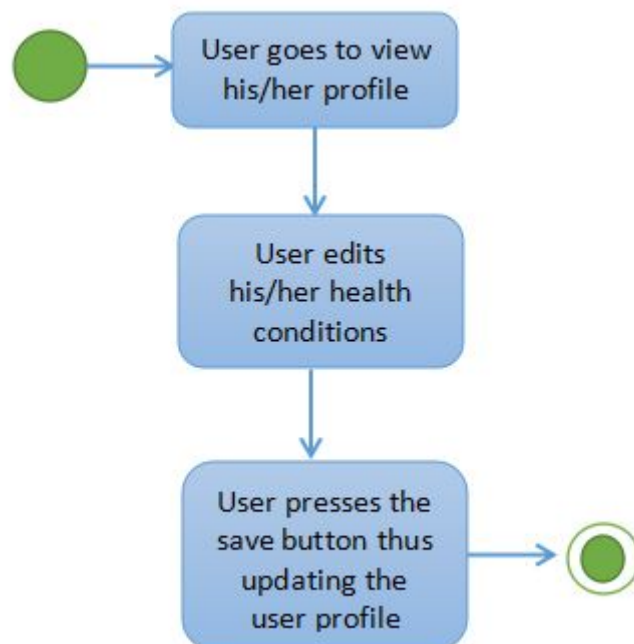 User goes to view
his/her profile
User edits
his/her health
conditions
User presses the
save button thus
updating the
user profile